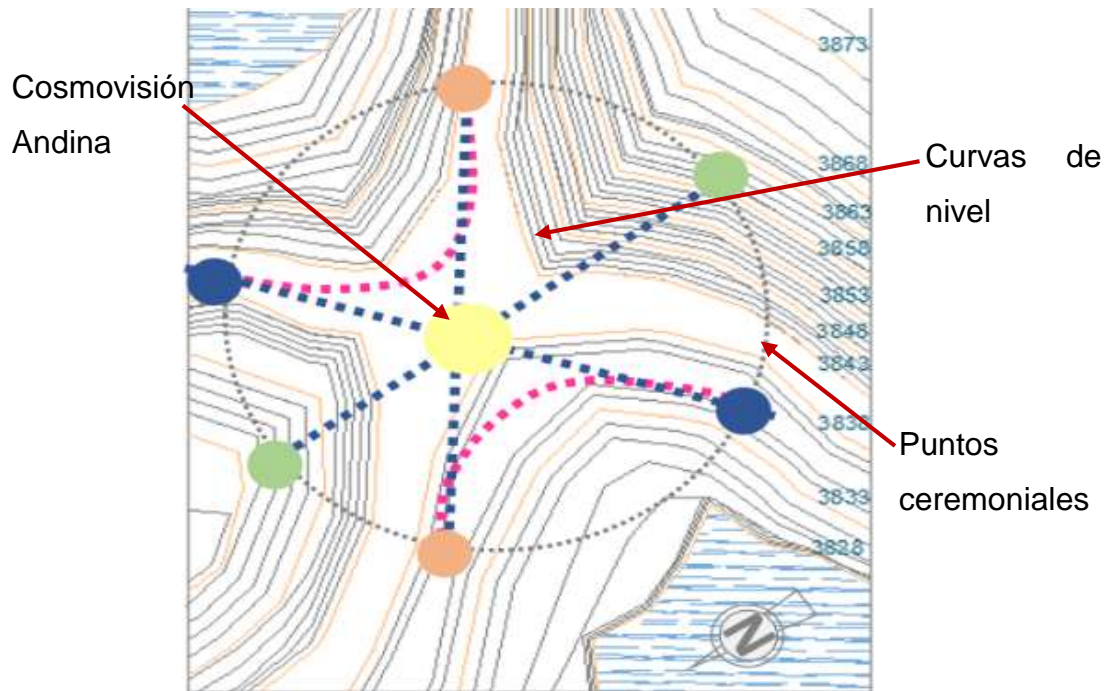 Cosmovisión
Andina
3873
3868
3863
3858
3853
3848
3843
3838
3833
3828
Curvas de
nivel
Puntos
ceremoniales
N